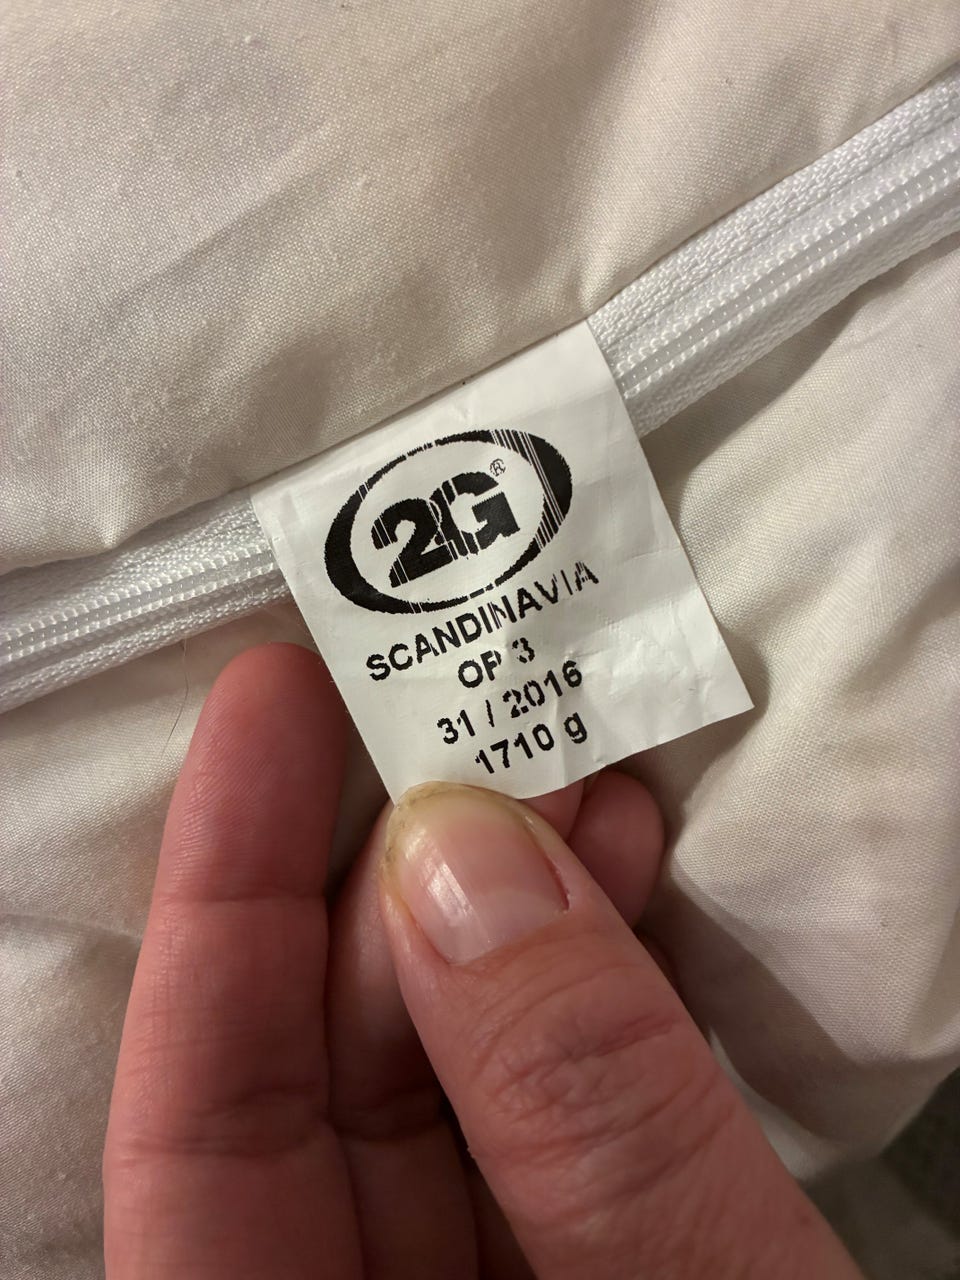 2G®
SCANDINAVIA
OP 3
31 / 2016
1710 g